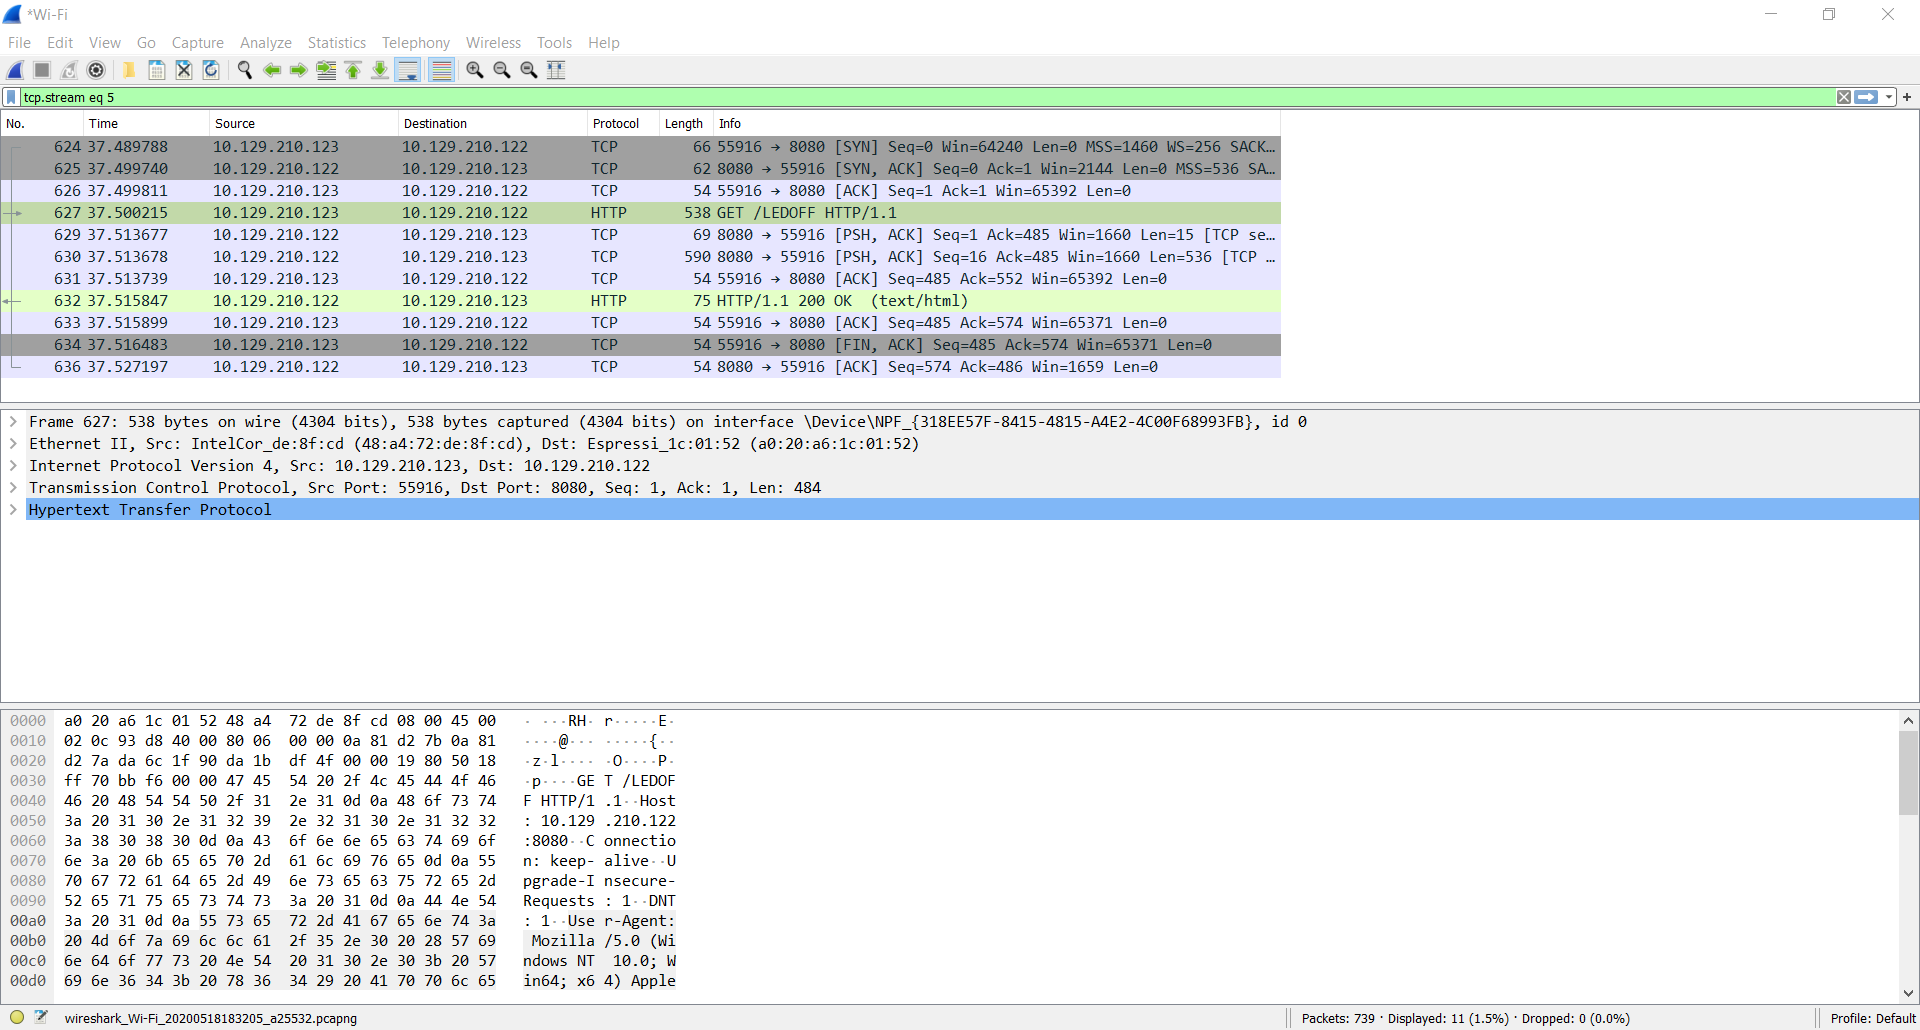 *Wi-Fi
File Edit View Go Capture Analyze Statistics Telephony Wireless Tools Help
tcp.stream eq 5
No. Time Source Destination Protocol Length Info
624 37.489788 10.129.210.123 10.129.210.122 TCP 66 55916 → 8080 [SYN] Seq=0 Win=64240 Len=0 MSS=1460 WS=256 SACK…
625 37.499740 10.129.210.122 10.129.210.123 TCP 62 8080 → 55916 [SYN, ACK] Seq=0 Ack=1 Win=2144 Len=0 MSS=536 SA…
626 37.499811 10.129.210.123 10.129.210.122 TCP 54 55916 → 8080 [ACK] Seq=1 Ack=1 Win=65392 Len=0
627 37.500215 10.129.210.123 10.129.210.122 HTTP 538 GET /LEDOFF HTTP/1.1
629 37.513677 10.129.210.122 10.129.210.123 TCP 69 8080 → 55916 [PSH, ACK] Seq=1 Ack=485 Win=1660 Len=15 [TCP se…
630 37.513678 10.129.210.122 10.129.210.123 TCP 590 8080 → 55916 [PSH, ACK] Seq=16 Ack=485 Win=1660 Len=536 [TCP …
631 37.513739 10.129.210.123 10.129.210.122 TCP 54 55916 → 8080 [ACK] Seq=485 Ack=552 Win=65392 Len=0
632 37.515847 10.129.210.122 10.129.210.123 HTTP 75 HTTP/1.1 200 OK  (text/html)
633 37.515899 10.129.210.123 10.129.210.122 TCP 54 55916 → 8080 [ACK] Seq=485 Ack=574 Win=65371 Len=0
634 37.516483 10.129.210.123 10.129.210.122 TCP 54 55916 → 8080 [FIN, ACK] Seq=485 Ack=574 Win=65371 Len=0
636 37.527197 10.129.210.122 10.129.210.123 TCP 54 8080 → 55916 [ACK] Seq=574 Ack=486 Win=1659 Len=0
Frame 627: 538 bytes on wire (4304 bits), 538 bytes captured (4304 bits) on interface \Device\NPF_{318EE57F-8415-4815-A4E2-4C00F68993FB}, id 0
Ethernet II, Src: IntelCor_de:8f:cd (48:a4:72:de:8f:cd), Dst: Espressi_1c:01:52 (a0:20:a6:1c:01:52)
Internet Protocol Version 4, Src: 10.129.210.123, Dst: 10.129.210.122
Transmission Control Protocol, Src Port: 55916, Dst Port: 8080, Seq: 1, Ack: 1, Len: 484
Hypertext Transfer Protocol
0000 a0 20 a6 1c 01 52 48 a4 72 de 8f cd 08 00 45 00 · ···RH· r·····E·
0010 02 0c 93 d8 40 00 80 06 00 00 0a 81 d2 7b 0a 81 ····@··· ·····{··
0020 d2 7a da 6c 1f 90 da 1b df 4f 00 00 19 80 50 18 ·z·l···· ·O····P·
0030 ff 70 bb f6 00 00 47 45 54 20 2f 4c 45 44 4f 46 ·p····GE T /LEDOF
0040 46 20 48 54 54 50 2f 31 2e 31 0d 0a 48 6f 73 74 F HTTP/1 .1··Host
0050 3a 20 31 30 2e 31 32 39 2e 32 31 30 2e 31 32 32 : 10.129 .210.122
0060 3a 38 30 38 30 0d 0a 43 6f 6e 6e 65 63 74 69 6f :8080··C onnectio
0070 6e 3a 20 6b 65 65 70 2d 61 6c 69 76 65 0d 0a 55 n: keep- alive··U
0080 70 67 72 61 64 65 2d 49 6e 73 65 63 75 72 65 2d pgrade-I nsecure-
0090 52 65 71 75 65 73 74 73 3a 20 31 0d 0a 44 4e 54 Requests : 1··DNT
00a0 3a 20 31 0d 0a 55 73 65 72 2d 41 67 65 6e 74 3a : 1··Use r-Agent:
00b0 20 4d 6f 7a 69 6c 6c 61 2f 35 2e 30 20 28 57 69 Mozilla /5.0 (Wi
00c0 6e 64 6f 77 73 20 4e 54 20 31 30 2e 30 3b 20 57 ndows NT 10.0; W
00d0 69 6e 36 34 3b 20 78 36 34 29 20 41 70 70 6c 65 in64; x6 4) Apple
wireshark_Wi-Fi_20200518183205_a25532.pcapng Packets: 739 · Displayed: 11 (1.5%) · Dropped: 0 (0.0%) Profile: Default